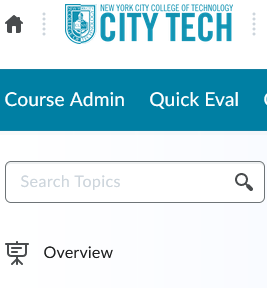 NEW YORK CITY COLLEGE OF TECHNOLOGY
CITY TECH
Course Admin Quick Eval
Search Topics
Overview